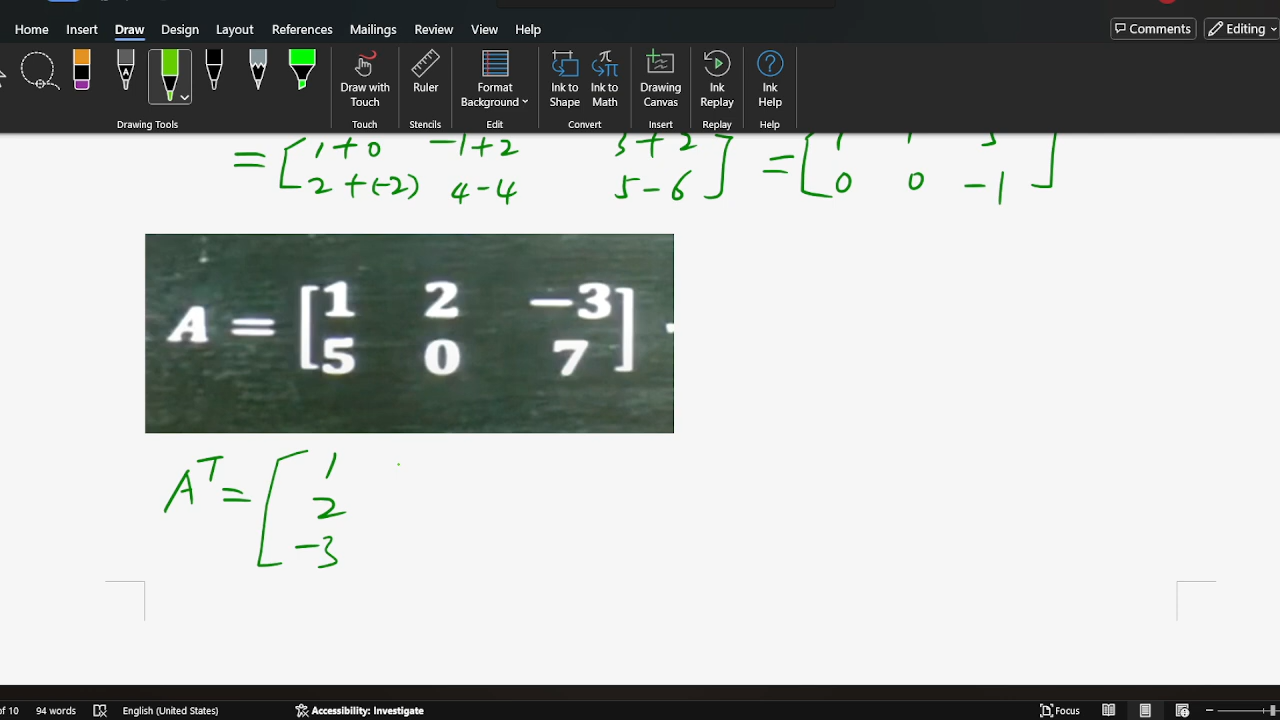 Home Insert Draw Design Layout References Mailings Review View Help Comments Editing
Draw with Touch Ruler Format Background Ink to Shape Ink to Math Drawing Canvas Ink Replay Ink Help
Drawing Tools Touch Stencils Edit Convert Insert Replay Help
= [ 1+0 -1+2 3+2 ] = [ 1 1 5 ]
2+(-2) 4-4 5-6 0 0 -1
A = [ 1 2 -3 ]
5 0 7
A^T = [ 1
2
-3
of 10 94 words English (United States) Accessibility: Investigate Focus